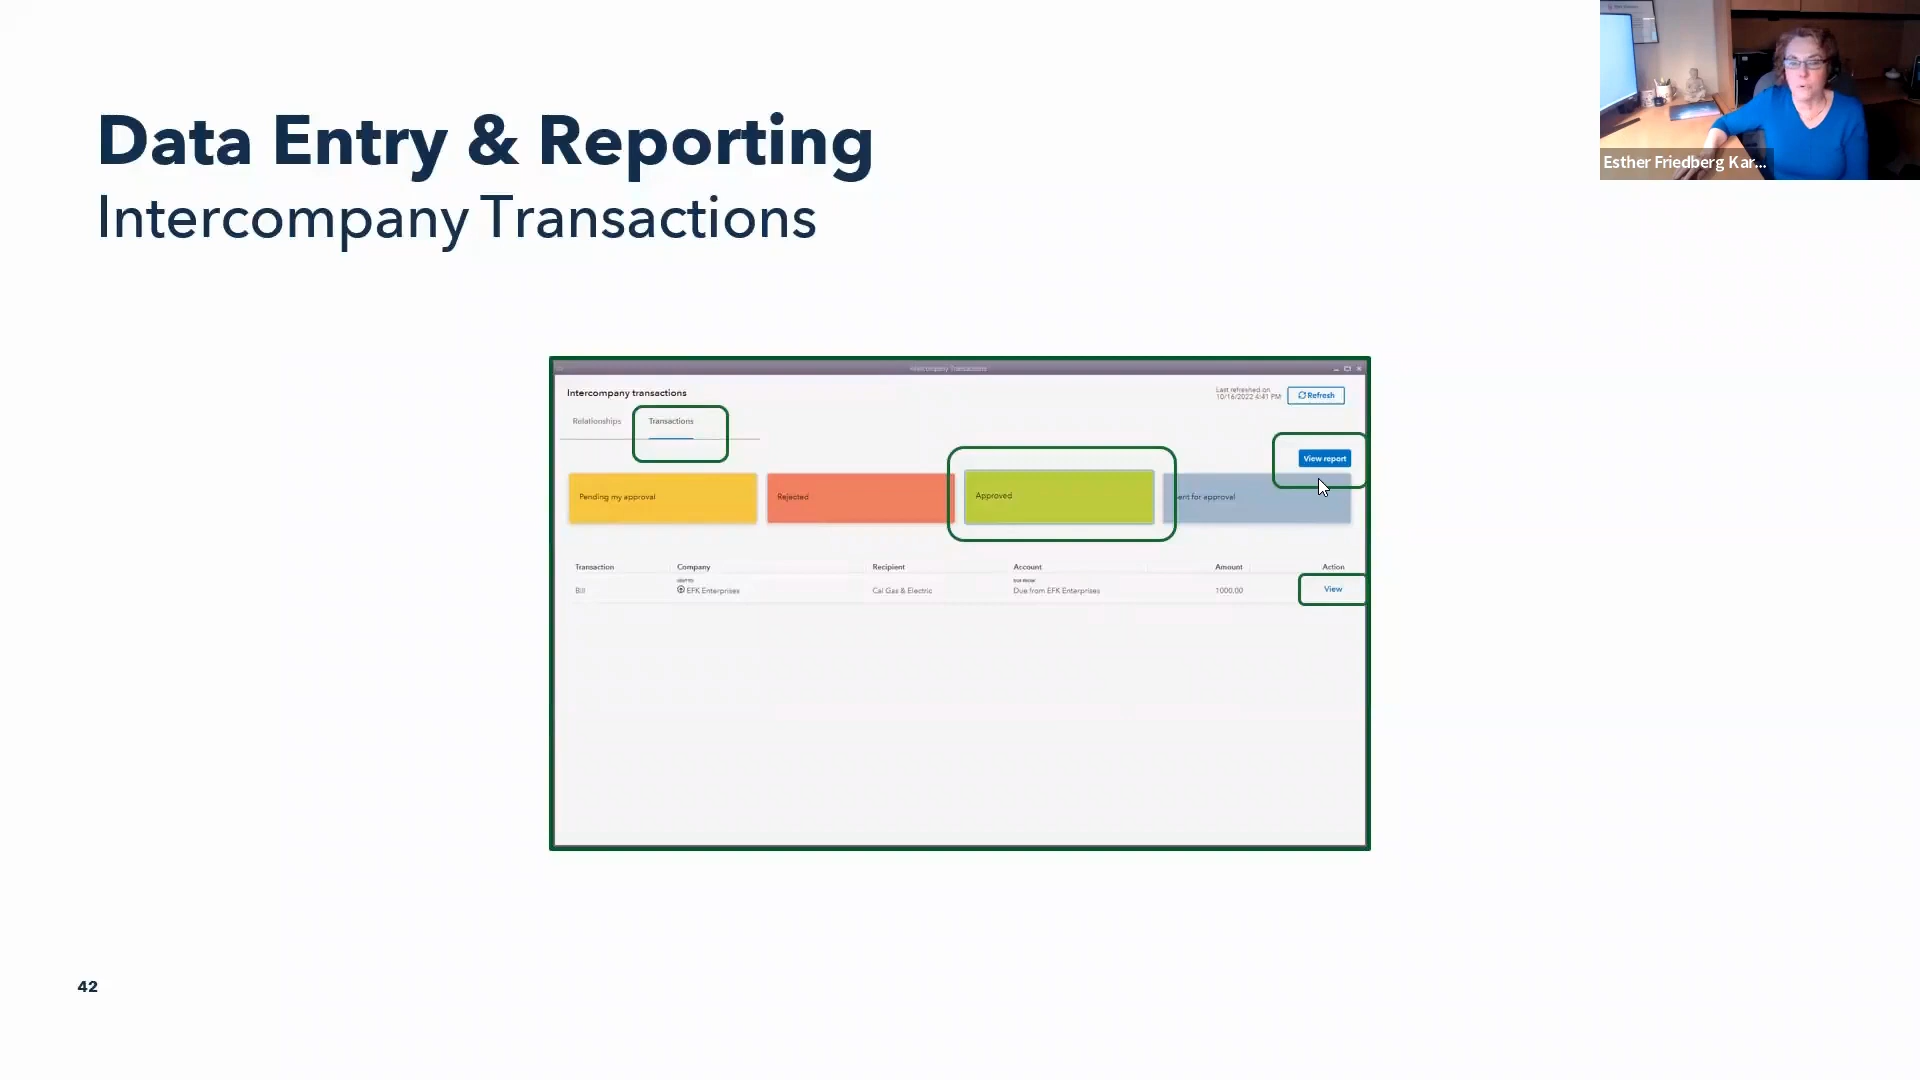 Data Entry & Reporting
Intercompany Transactions
Esther Friedberg Kar...
Intercompany Transactions
Intercompany transactions
Last refreshed on
10/16/2022 4:41 PM
Refresh
Relationships
Transactions
View report
Pending my approval
Rejected
Approved
ent for approval
Transaction
Company
Recipient
Account
Amount
Action
Bill
EFK Enterprises
Cal Gas & Electric
Due from EFK Enterprises
1000.00
View
42